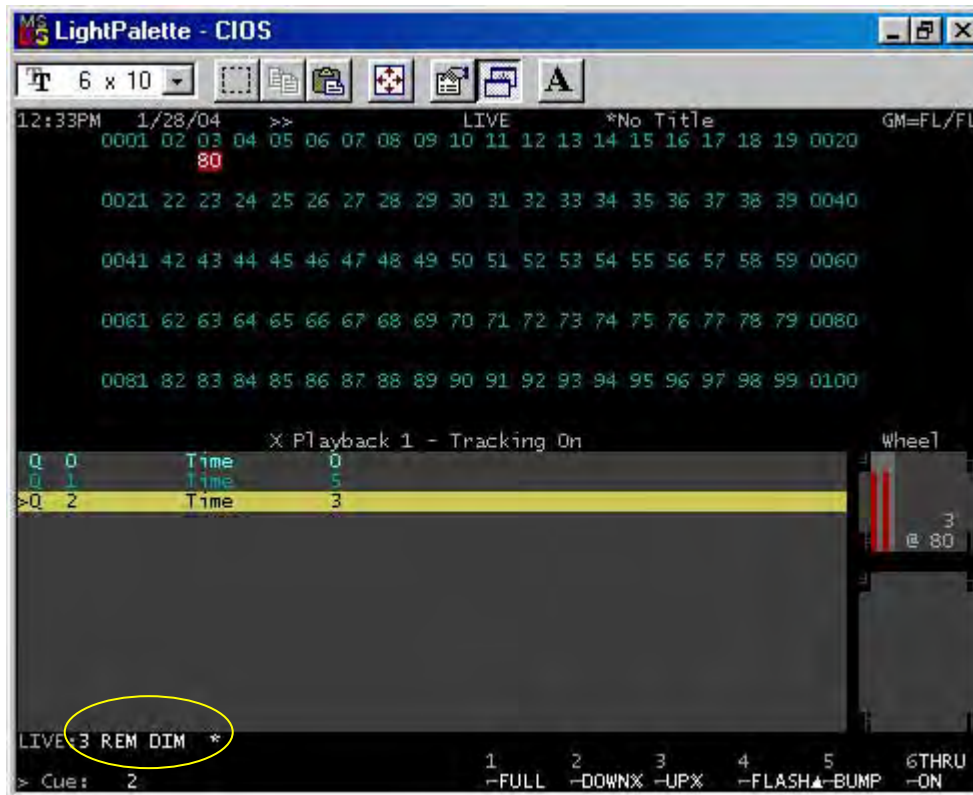 LightPalette - CIOS
6 x 10
A
12:33PM 1/28/04 >> LIVE *No Title GM=FL/FL
0001 02 03 04 05 06 07 08 09 10 11 12 13 14 15 16 17 18 19 0020
80
0021 22 23 24 25 26 27 28 29 30 31 32 33 34 35 36 37 38 39 0040
0041 42 43 44 45 46 47 48 49 50 51 52 53 54 55 56 57 58 59 0060
0061 62 63 64 65 66 67 68 69 70 71 72 73 74 75 76 77 78 79 0080
0081 82 83 84 85 86 87 88 89 90 91 92 93 94 95 96 97 98 99 0100
X Playback 1 - Tracking On Wheel
Q 0 Time 0
Q 1 Time 5
>Q 2 Time 3
3
@ 80
LIVE:3 REM DIM *
1 2 3 4 5 6THRU
> Cue: 2 ⌐FULL ⌐DOWN% ⌐UP% ⌐FLASH▲⌐BUMP ⌐ON